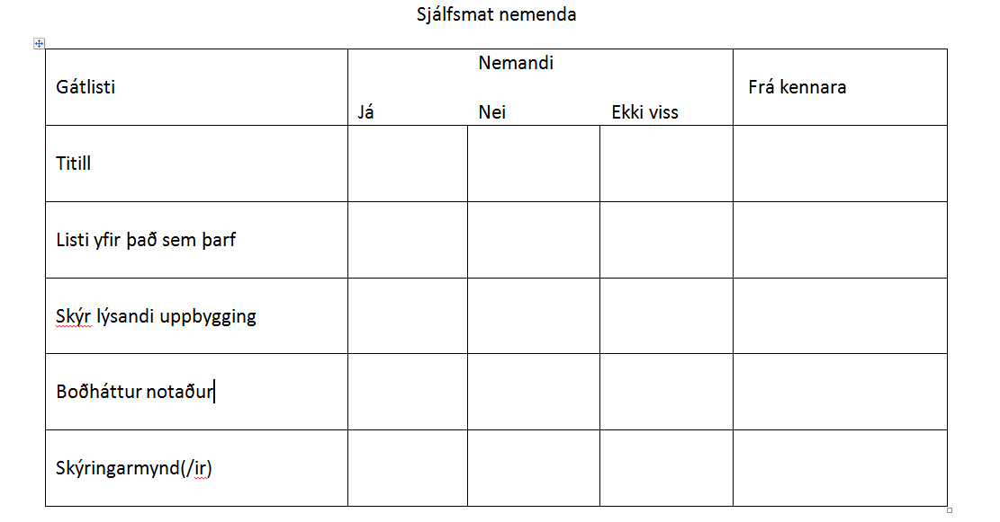 Sjálfsmat nemenda
Gátlisti
Nemandi
Já Nei Ekki viss
Frá kennara
Titill
Listi yfir það sem þarf
Skýr lýsandi uppbygging
Boðháttur notaður
Skýringarmynd(/ir)